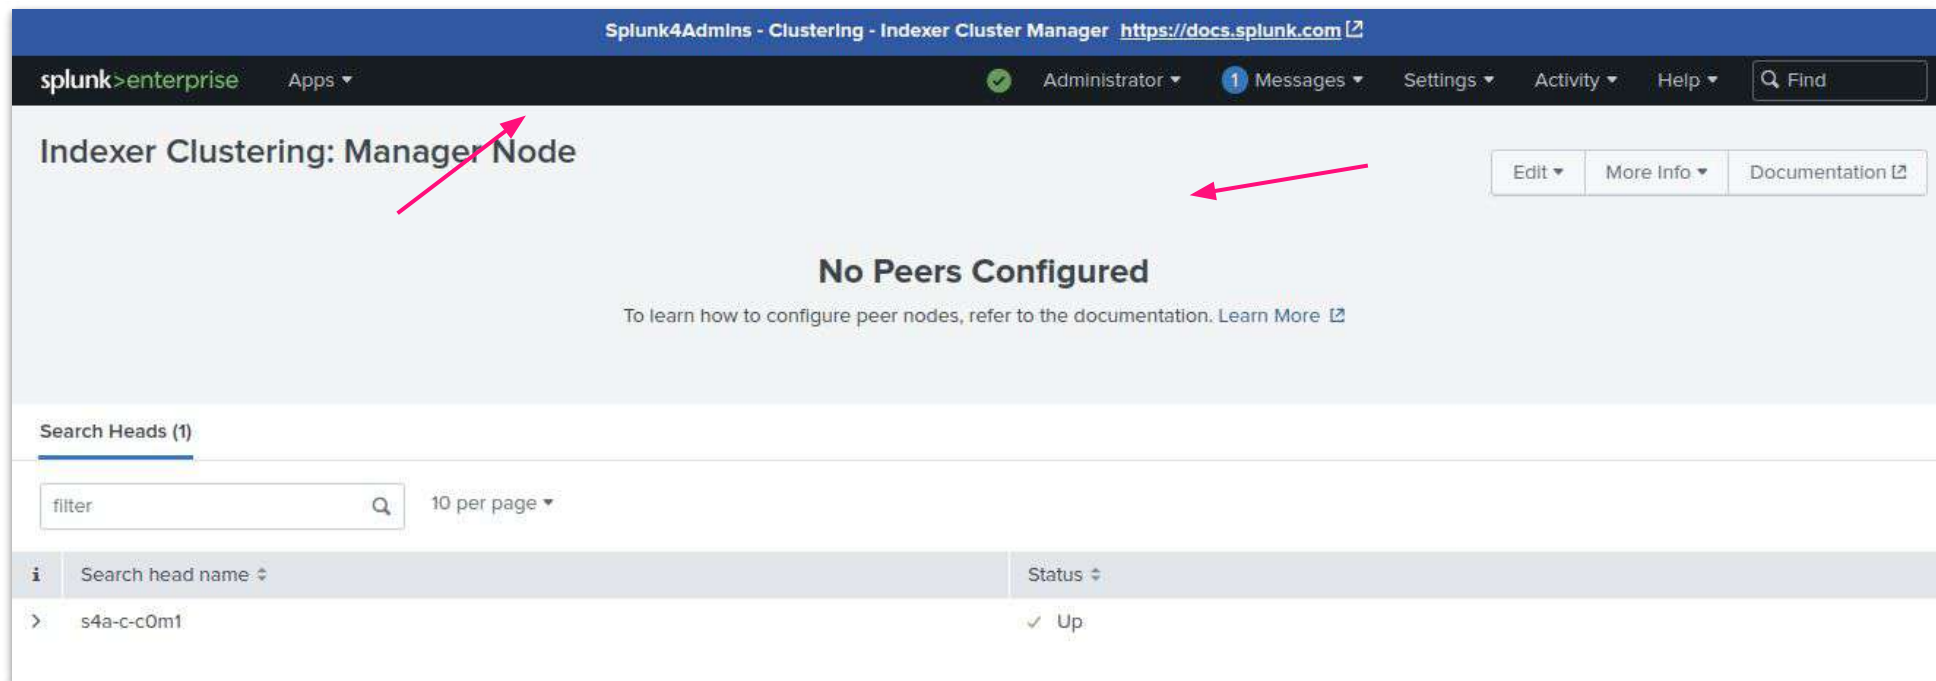 Splunk4Admins - Clustering - Indexer Cluster Manager https://docs.splunk.com
splunk>enterprise Apps Administrator 1 Messages Settings Activity Help Find
Indexer Clustering: Manager Node
Edit More Info Documentation
No Peers Configured
To learn how to configure peer nodes, refer to the documentation. Learn More
Search Heads (1)
filter 10 per page
i Search head name Status
s4a-c-c0m1 Up